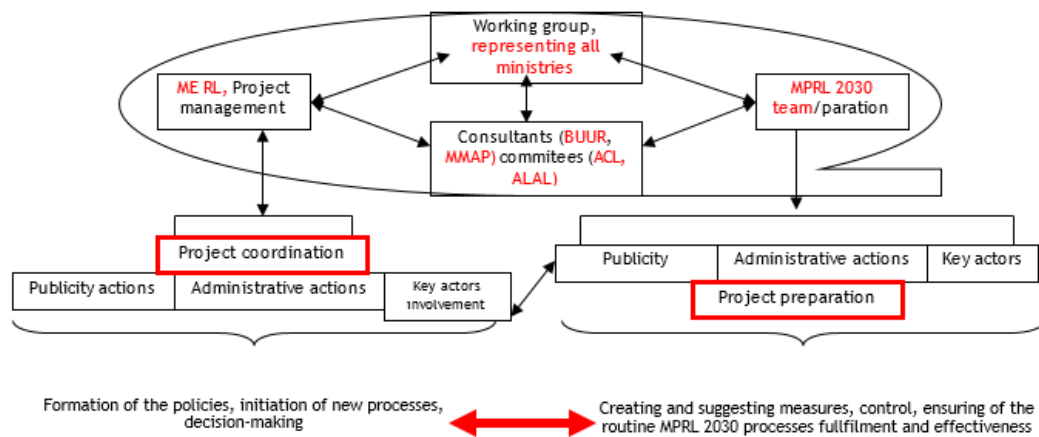 Working group,
representing all
ministries
ME RL, Project
management
MPRL 2030
team/paration
Consultants (BUUR,
MMAP) commitees (ACL,
ALAL)
Project coordination
Publicity actions
Administrative actions
Key actors
involvement
Publicity
Administrative actions
Key actors
Project preparation
Formation of the policies, initiation of new processes,
decision-making
Creating and suggesting measures, control, ensuring of the
routine MPRL 2030 processes fullfilment and effectiveness